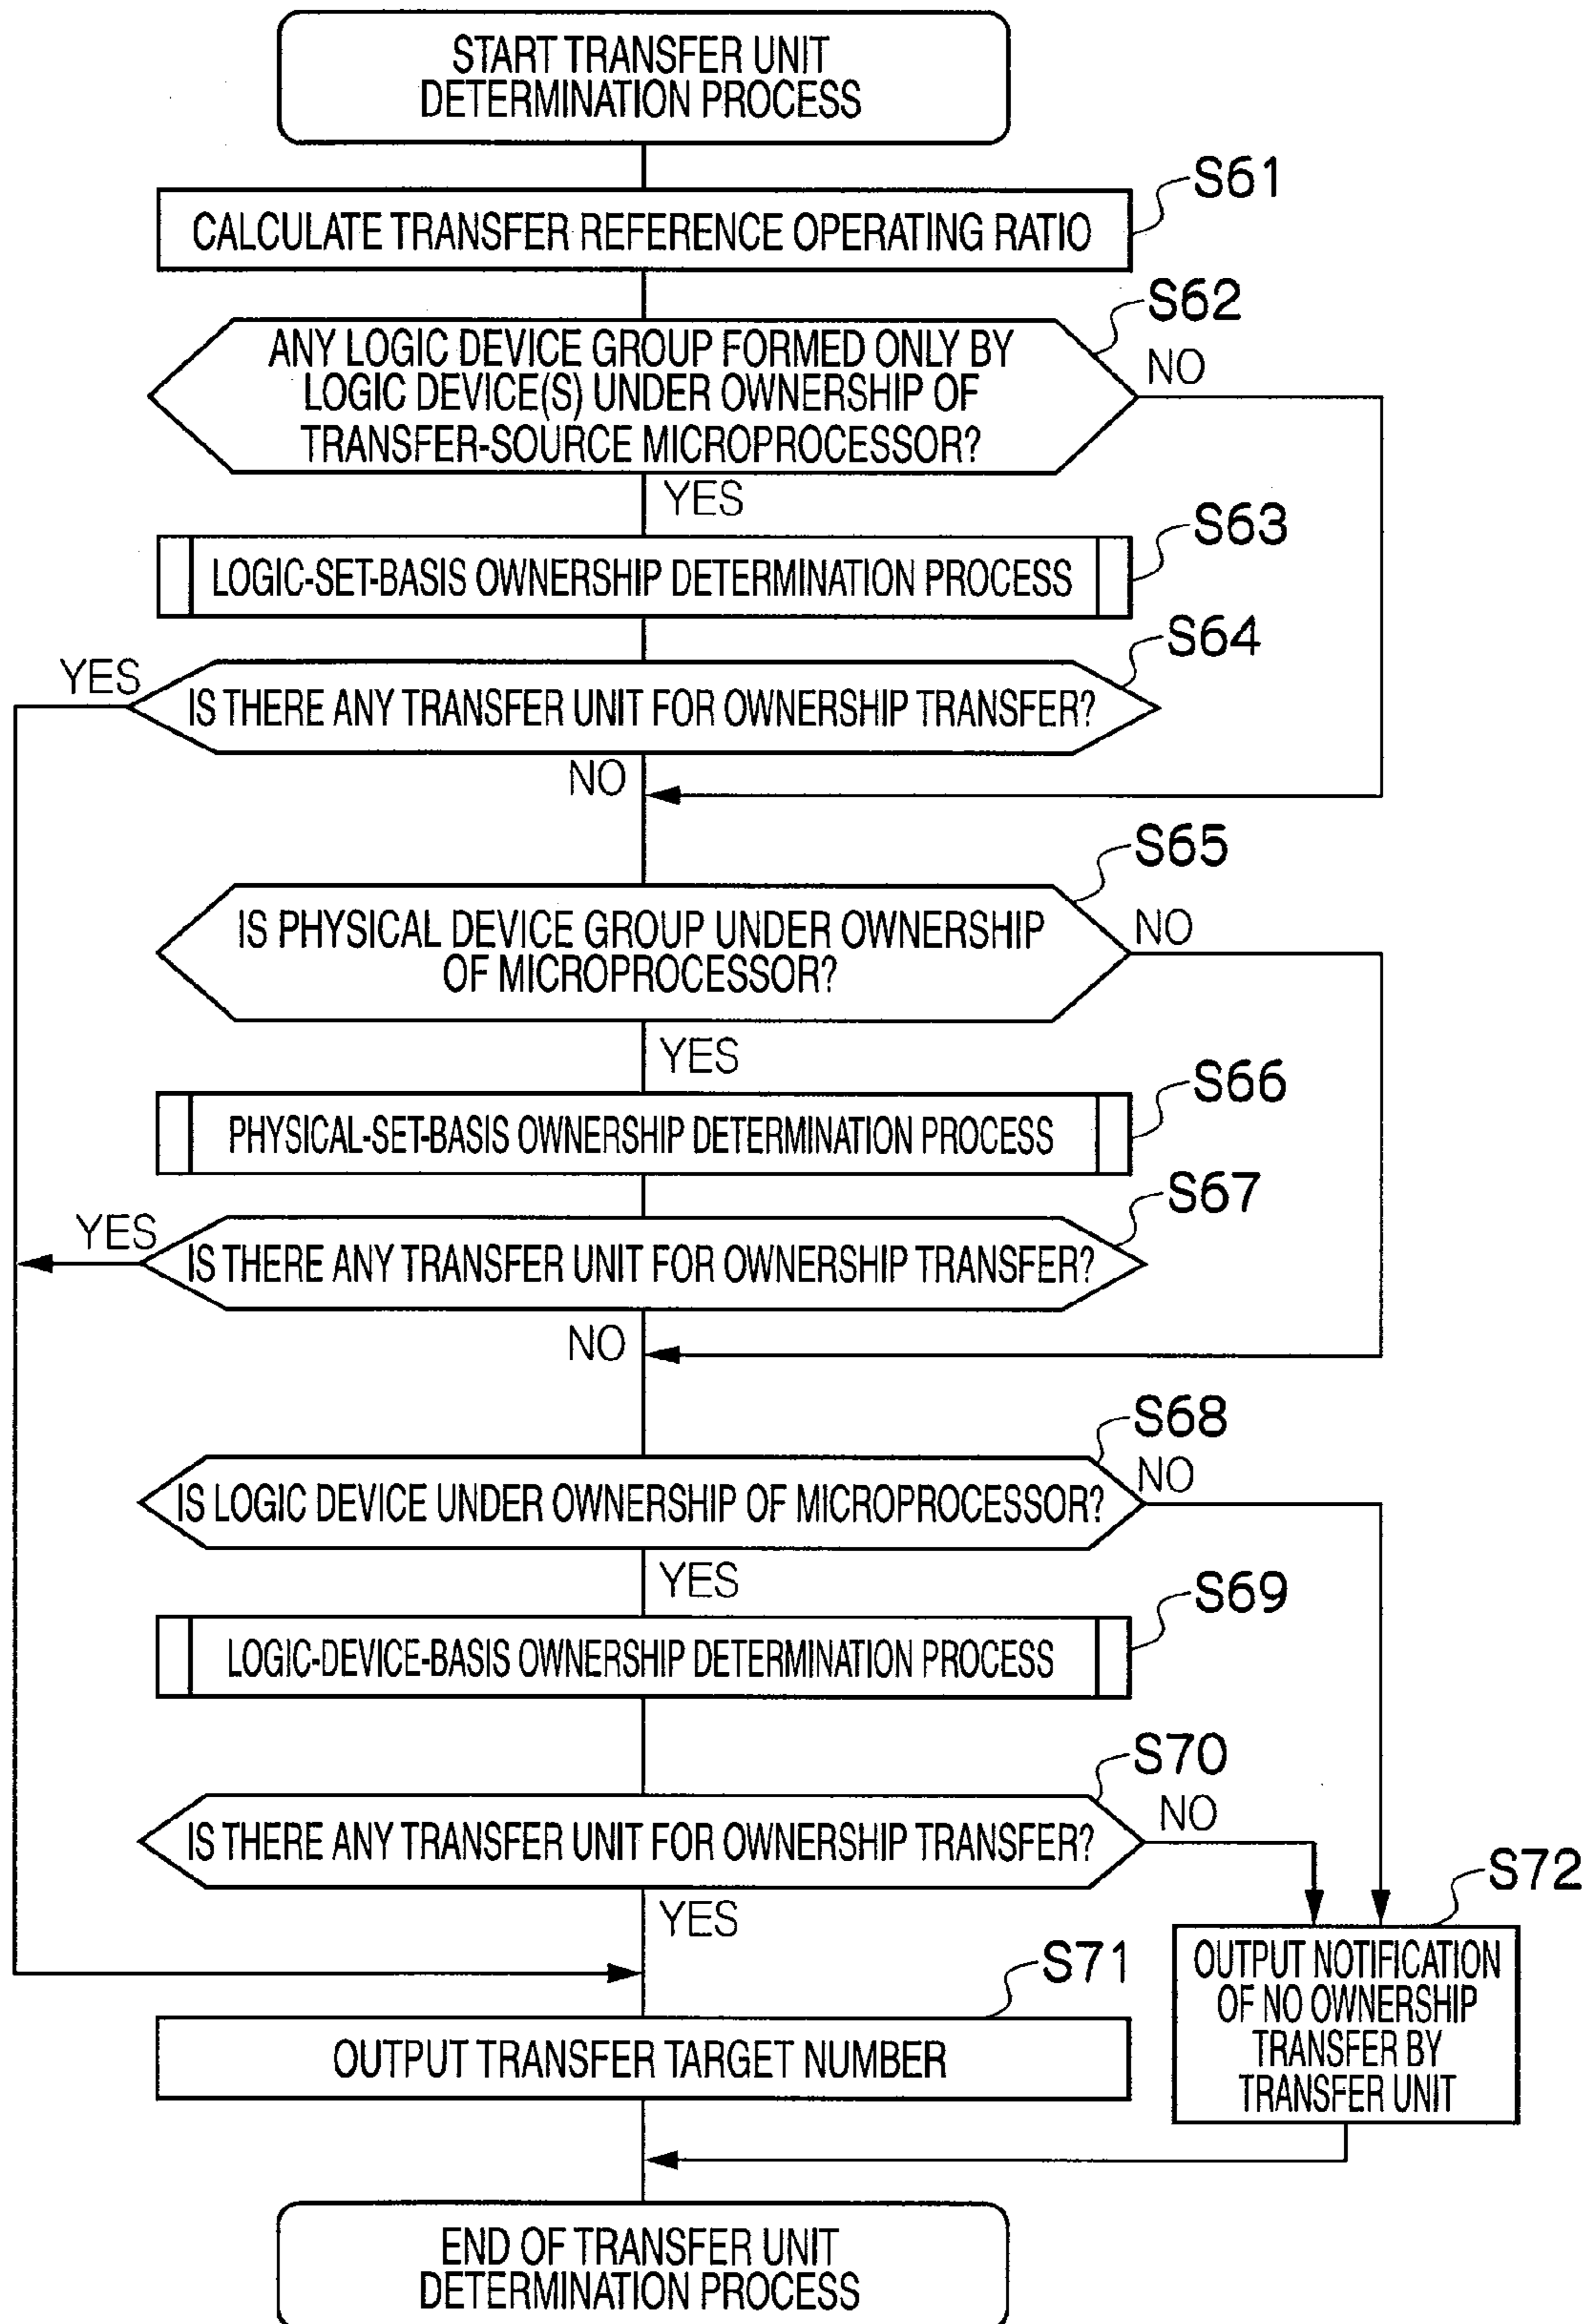 START TRANSFER UNIT
DETERMINATION PROCESS
S61
CALCULATE TRANSFER REFERENCE OPERATING RATIO
S62
ANY LOGIC DEVICE GROUP FORMED ONLY BY
LOGIC DEVICE(S) UNDER OWNERSHIP OF
TRANSFER-SOURCE MICROPROCESSOR?
NO
YES
S63
LOGIC-SET-BASIS OWNERSHIP DETERMINATION PROCESS
S64
YES
IS THERE ANY TRANSFER UNIT FOR OWNERSHIP TRANSFER?
NO
S65
IS PHYSICAL DEVICE GROUP UNDER OWNERSHIP
OF MICROPROCESSOR?
NO
YES
S66
PHYSICAL-SET-BASIS OWNERSHIP DETERMINATION PROCESS
S67
YES
IS THERE ANY TRANSFER UNIT FOR OWNERSHIP TRANSFER?
NO
S68
NO
IS LOGIC DEVICE UNDER OWNERSHIP OF MICROPROCESSOR?
YES
S69
LOGIC-DEVICE-BASIS OWNERSHIP DETERMINATION PROCESS
S70
NO
IS THERE ANY TRANSFER UNIT FOR OWNERSHIP TRANSFER?
YES
S72
OUTPUT NOTIFICATION
OF NO OWNERSHIP
TRANSFER BY
TRANSFER UNIT
S71
OUTPUT TRANSFER TARGET NUMBER
END OF TRANSFER UNIT
DETERMINATION PROCESS